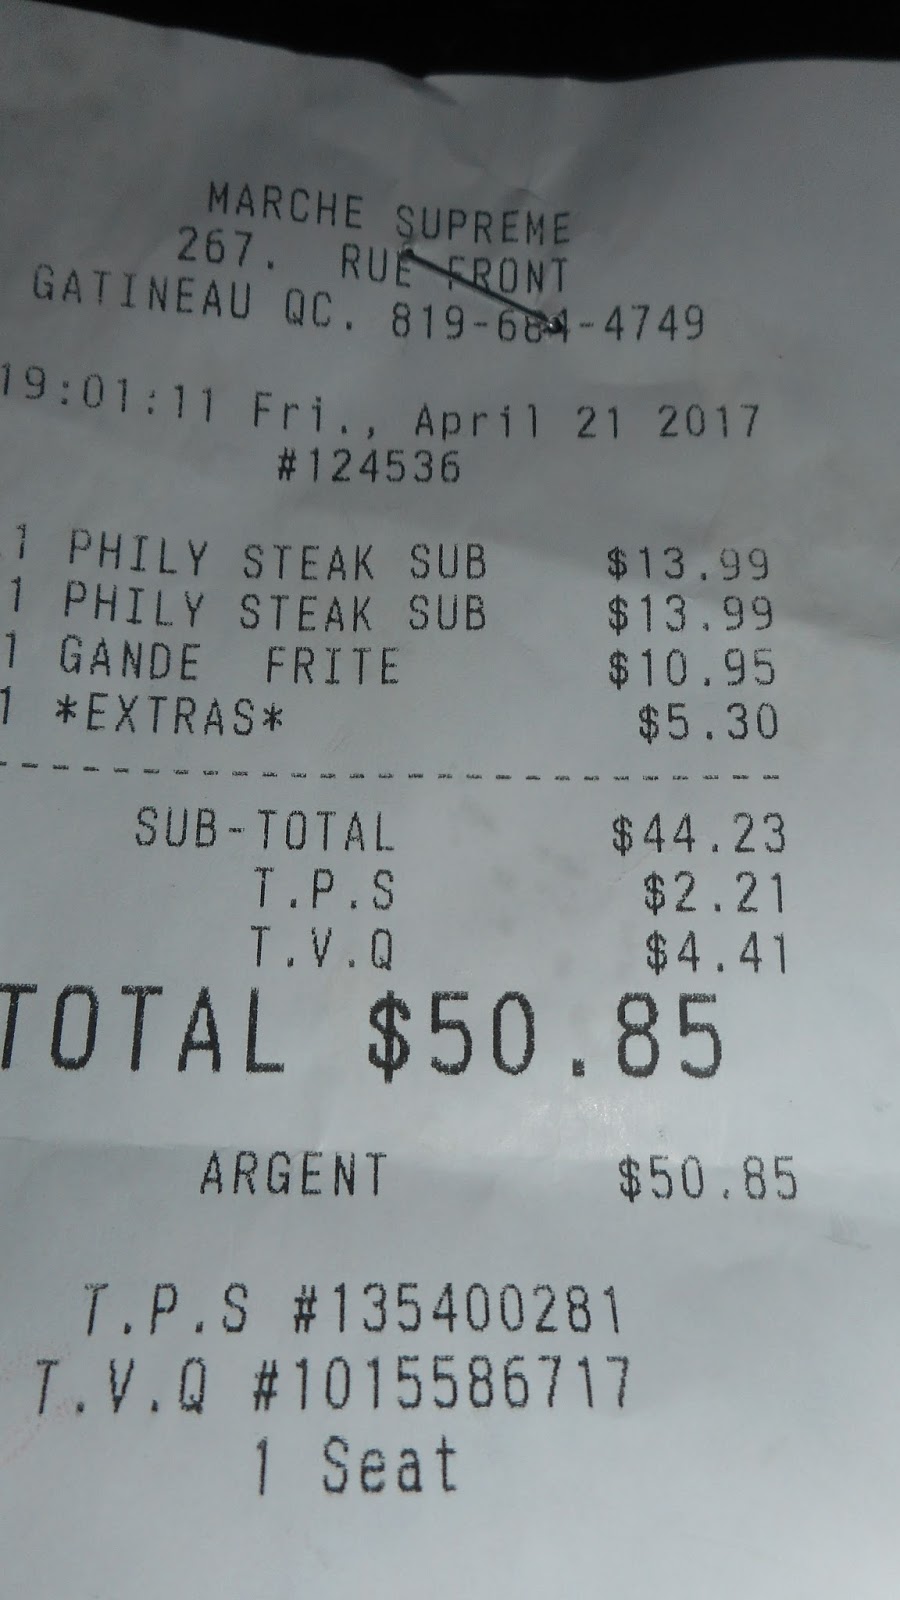 MARCHE SUPREME
267. RUE FRONT
GATINEAU QC. 819-684-4749
19:01:11 Fri., April 21 2017
#124536
1 PHILY STEAK SUB $13.99
1 PHILY STEAK SUB $13.99
1 GANDE FRITE $10.95
1 *EXTRAS* $5.30
--------------------------
SUB-TOTAL $44.23
T.P.S $2.21
T.V.Q $4.41
TOTAL $50.85
ARGENT $50.85
T.P.S #135400281
T.V.Q #1015586717
1 Seat